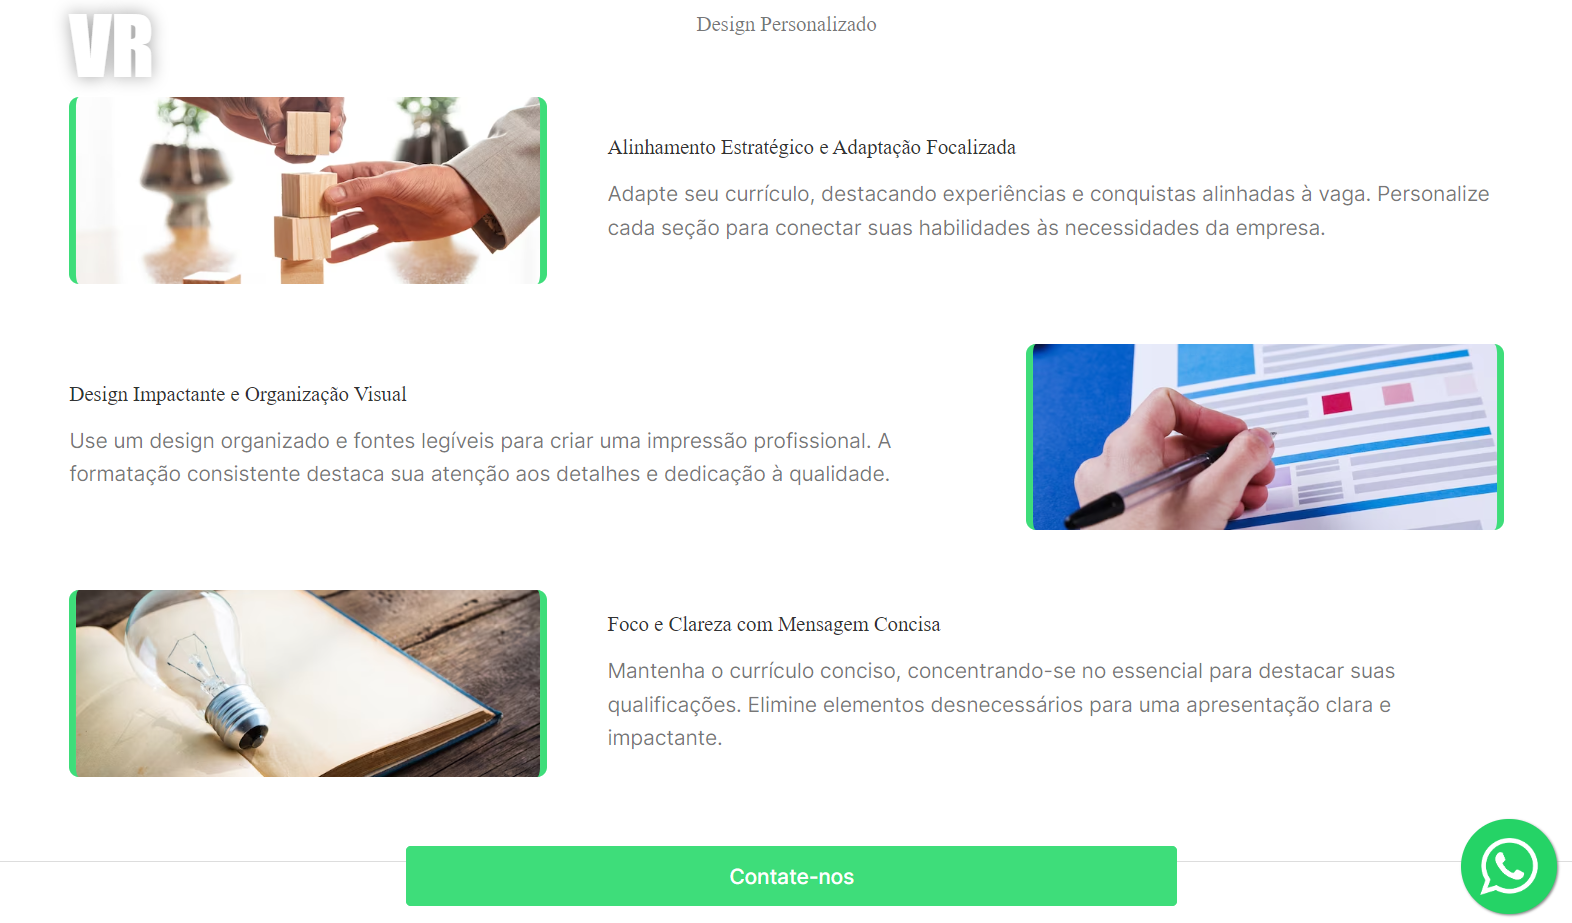 VR
Design Personalizado
Alinhamento Estratégico e Adaptação Focalizada
Adapte seu currículo, destacando experiências e conquistas alinhadas à vaga. Personalize
cada seção para conectar suas habilidades às necessidades da empresa.
Design Impactante e Organização Visual
Use um design organizado e fontes legíveis para criar uma impressão profissional. A
formatação consistente destaca sua atenção aos detalhes e dedicação à qualidade.
Foco e Clareza com Mensagem Concisa
Mantenha o currículo conciso, concentrando-se no essencial para destacar suas
qualificações. Elimine elementos desnecessários para uma apresentação clara e
impactante.
Contate-nos